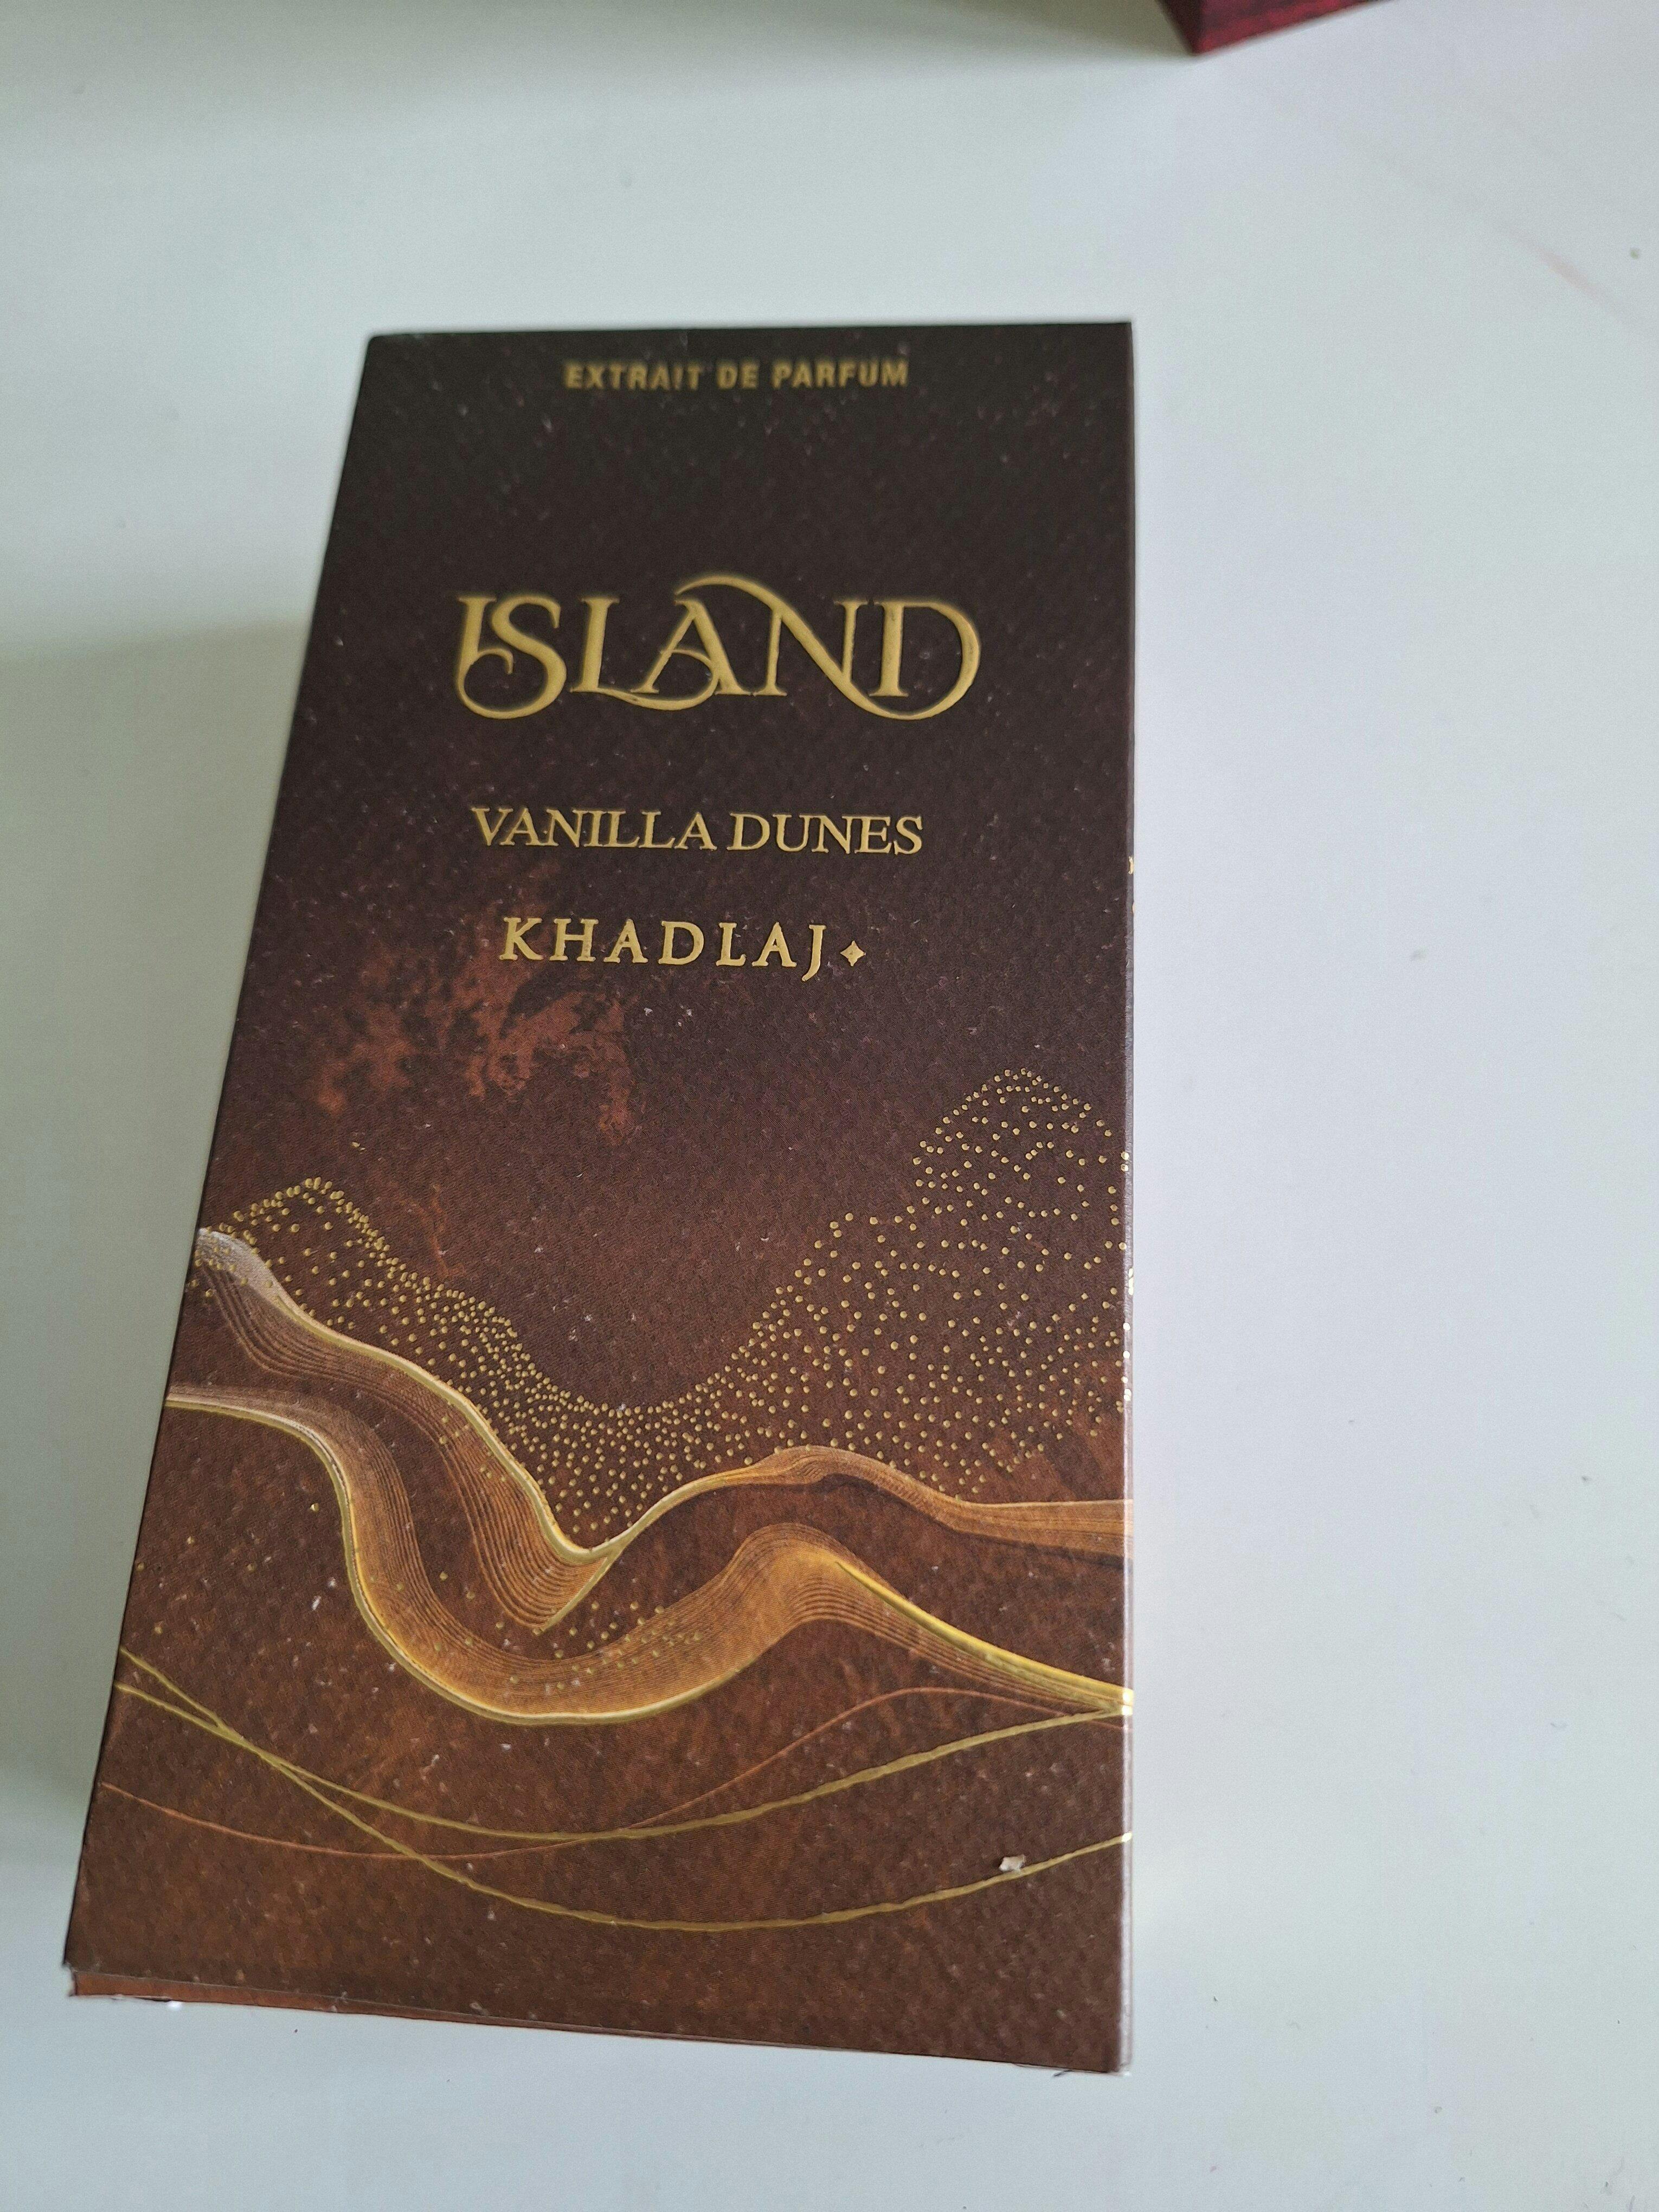 EXTRAIT DE PARFUM
ISLAND
VANILLA DUNES
KHADLAJ